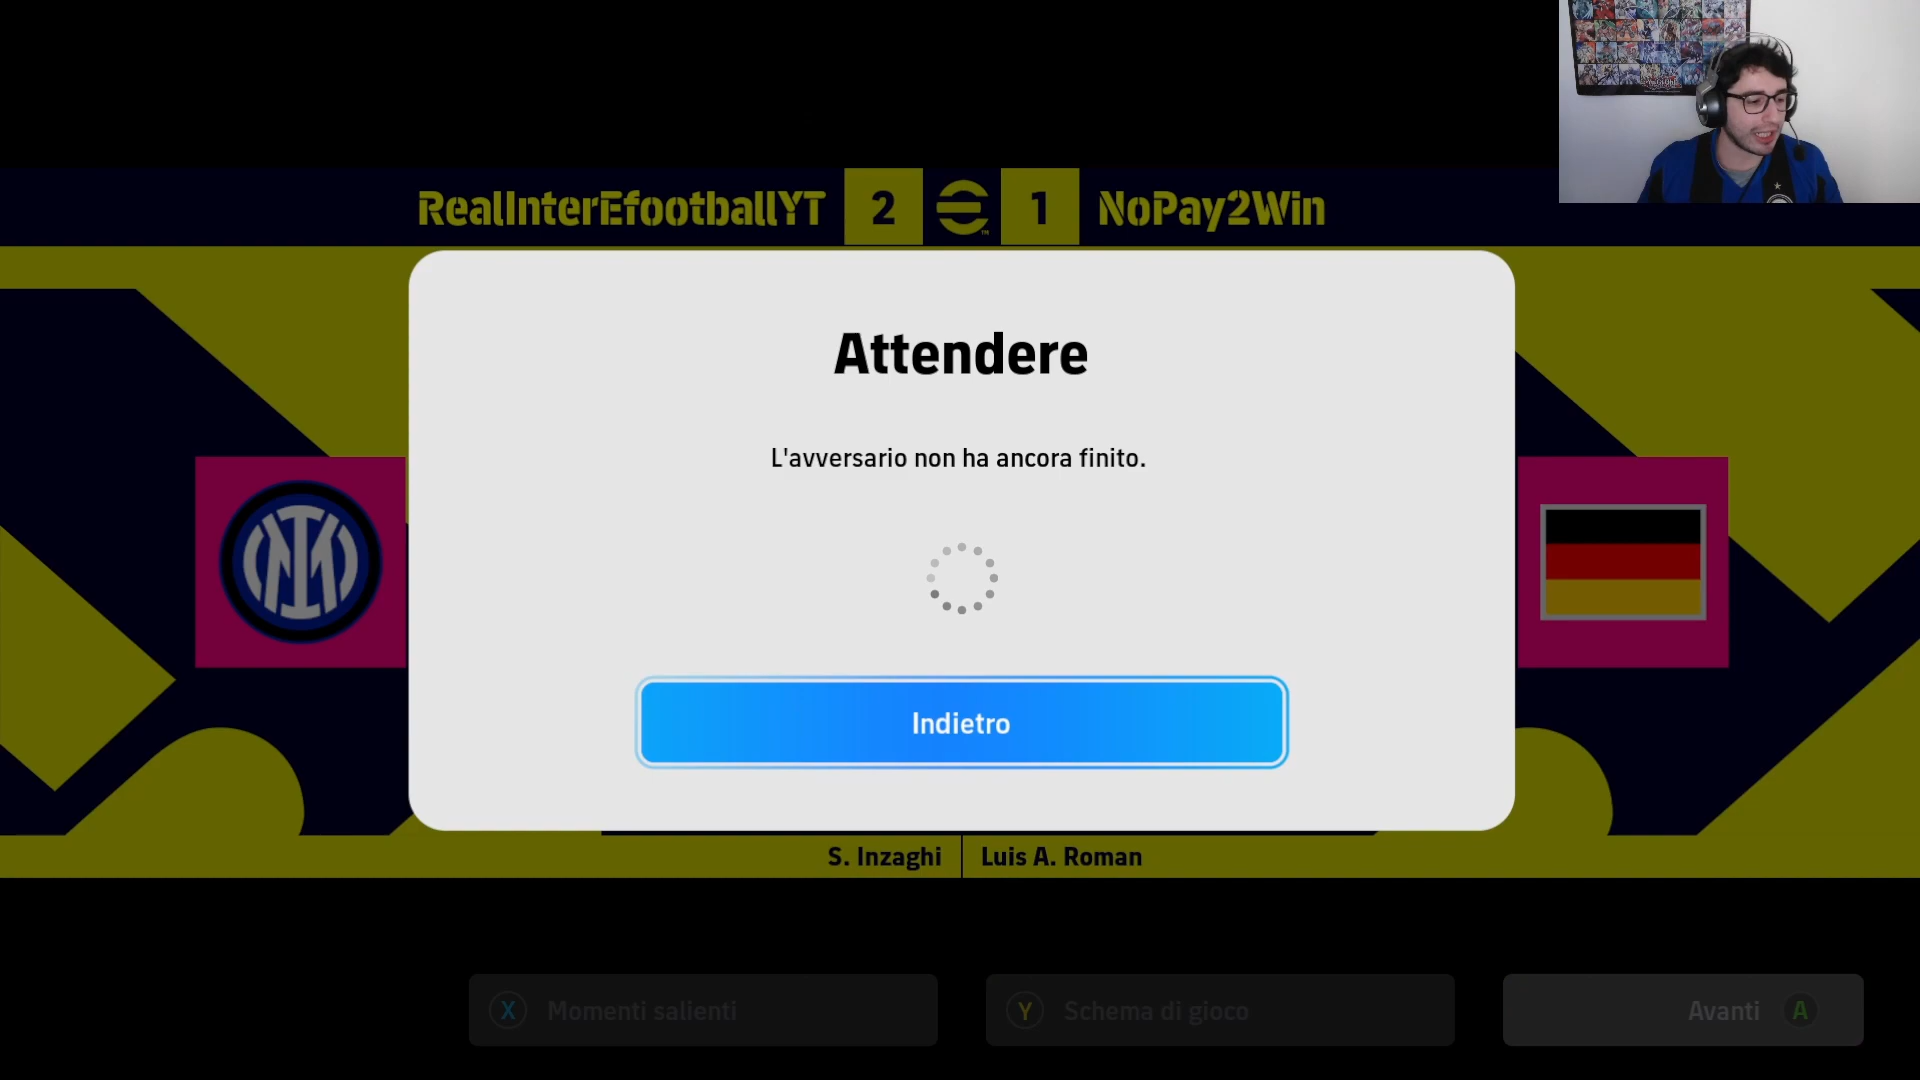 RealInterEfootballYT 2 1 NoPay2Win
Attendere
L'avversario non ha ancora finito.
Indietro
S. Inzaghi Luis A. Roman
X Momenti salienti Y Schema di gioco Avanti A